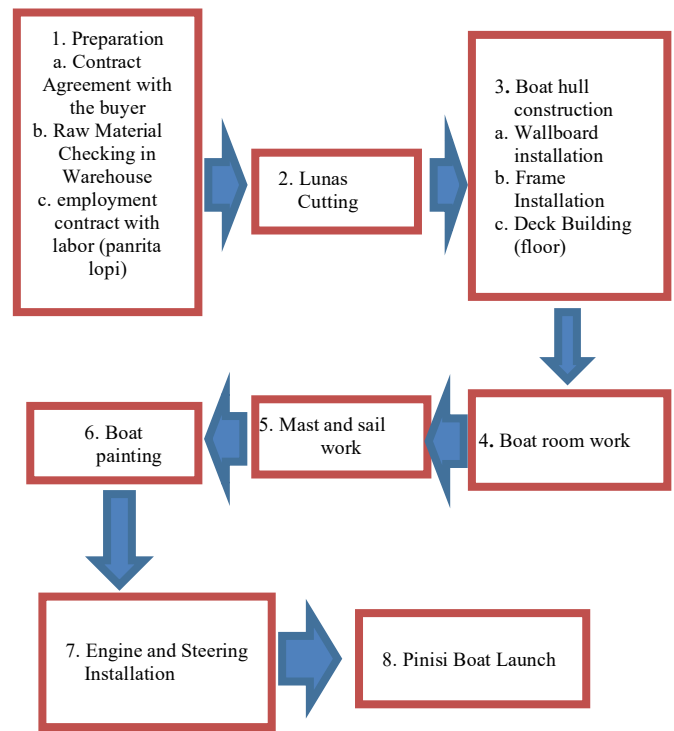 1. Preparation
a. Contract
Agreement with
the buyer
b. Raw Material
Checking in
Warehouse
c. employment
contract with
labor (panrita
lopi)
2. Lunas
Cutting
3. Boat hull
construction
a. Wallboard
installation
b. Frame
Installation
c. Deck Building
(floor)
4. Boat room work
5. Mast and sail
work
6. Boat
painting
7. Engine and Steering
Installation
8. Pinisi Boat Launch